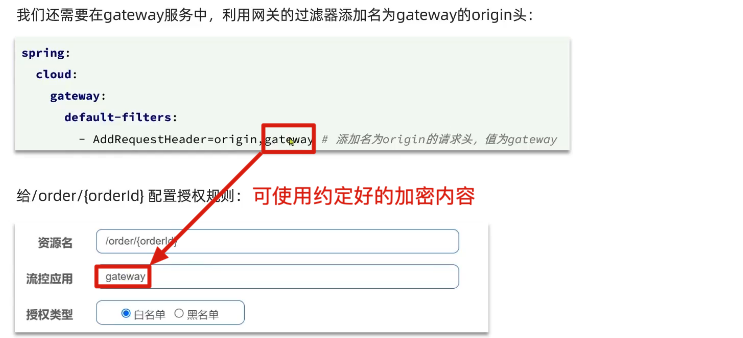 我们还需要在gateway服务中，利用网关的过滤器添加名为gateway的origin头：
spring:
cloud:
gateway:
default-filters:
- AddRequestHeader=origin,gateway # 添加名为origin的请求头，值为gateway
给/order/{orderId} 配置授权规则：可使用约定好的加密内容
资源名 /order/{orderId}
流控应用 gateway
授权类型 白名单 黑名单